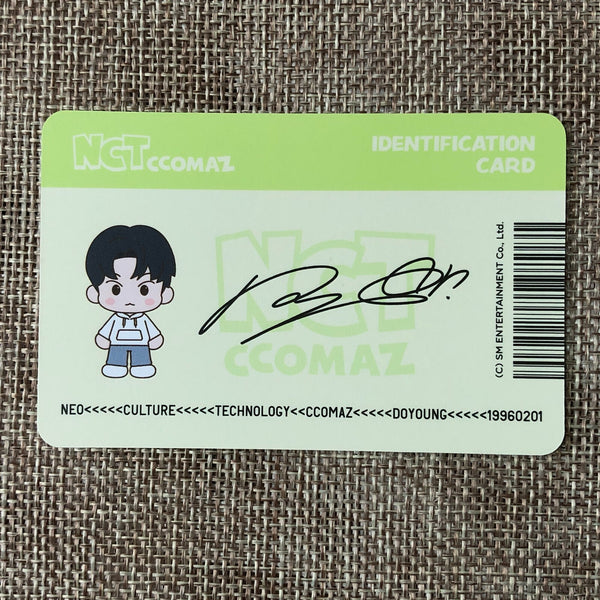 NCT CCOMAZ
IDENTIFICATION
CARD
NCT
CCOMAZ
(C) SM ENTERTAINMENT Co., Ltd.
NEO<<<<<CULTURE<<<<<TECHNOLOGY<<CCOMAZ<<<<<DOYOUNG<<<<<19960201